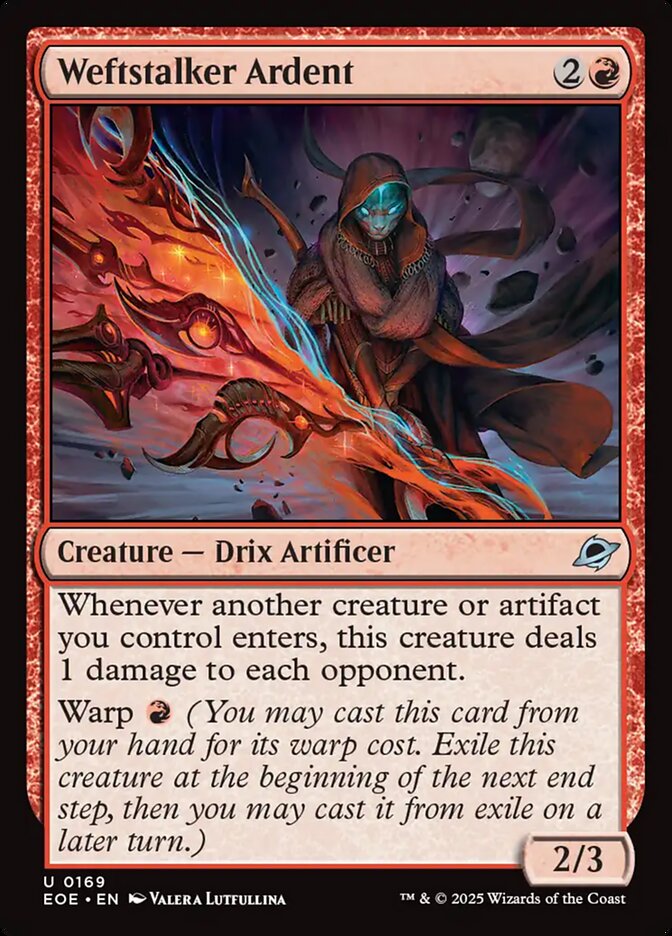 Weftstalker Ardent 2
Creature — Drix Artificer
Whenever another creature or artifact
you control enters, this creature deals
1 damage to each opponent.
Warp (You may cast this card from
your hand for its warp cost. Exile this
creature at the beginning of the next end
step, then you may cast it from exile on a
later turn.)
2/3
U 0169
EOE • EN Valera Lutfullina
™ & © 2025 Wizards of the Coast